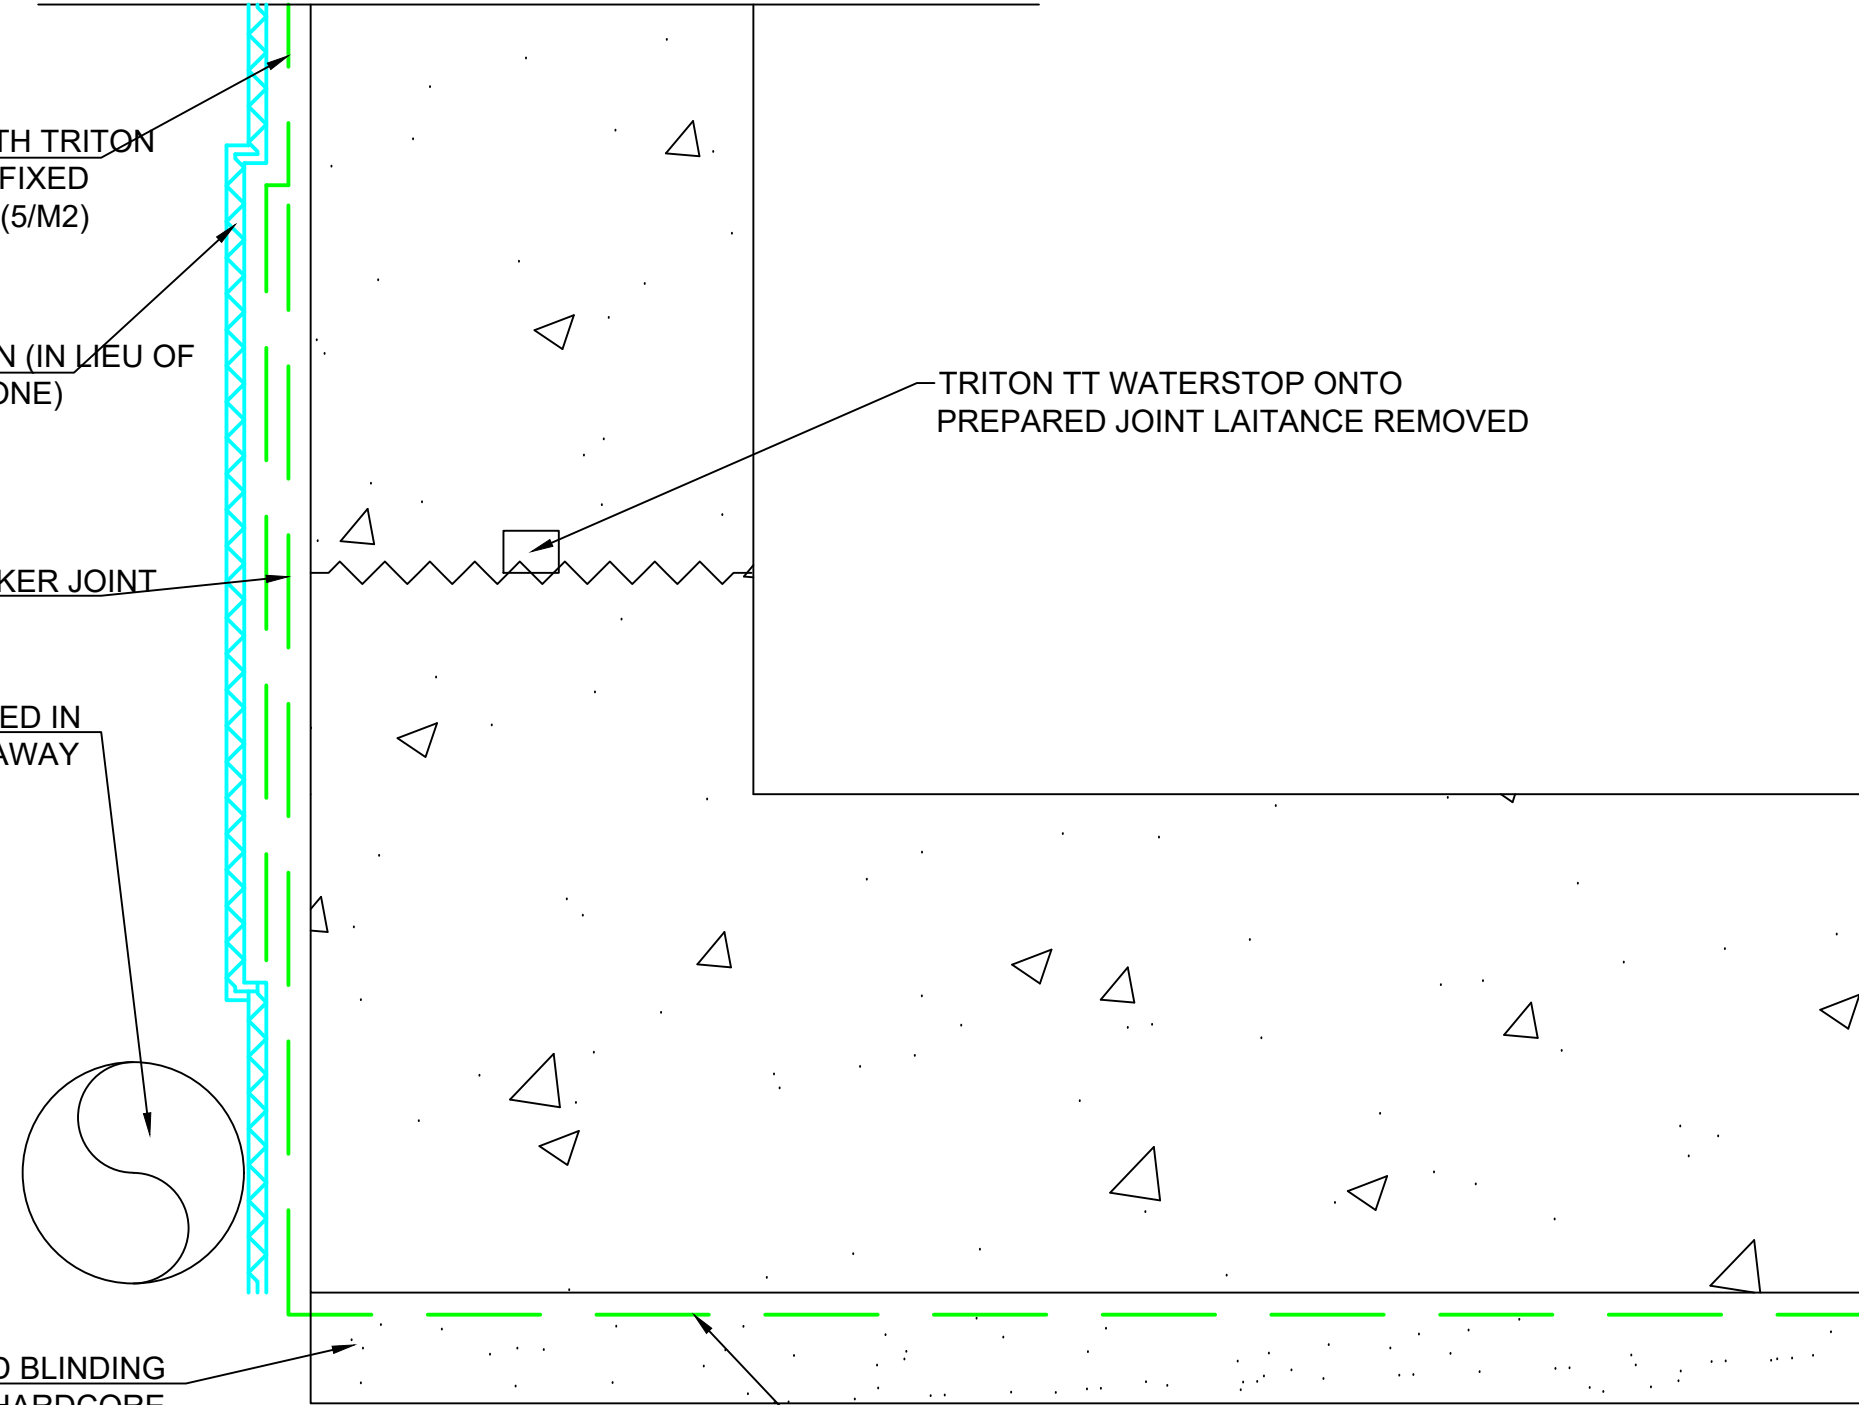 TH TRITON
FIXED
(5/M2)
N (IN LIEU OF
ONE)
TRITON TT WATERSTOP ONTO
PREPARED JOINT LAITANCE REMOVED
KER JOINT
ED IN
AWAY
D BLINDING
HARDCORE